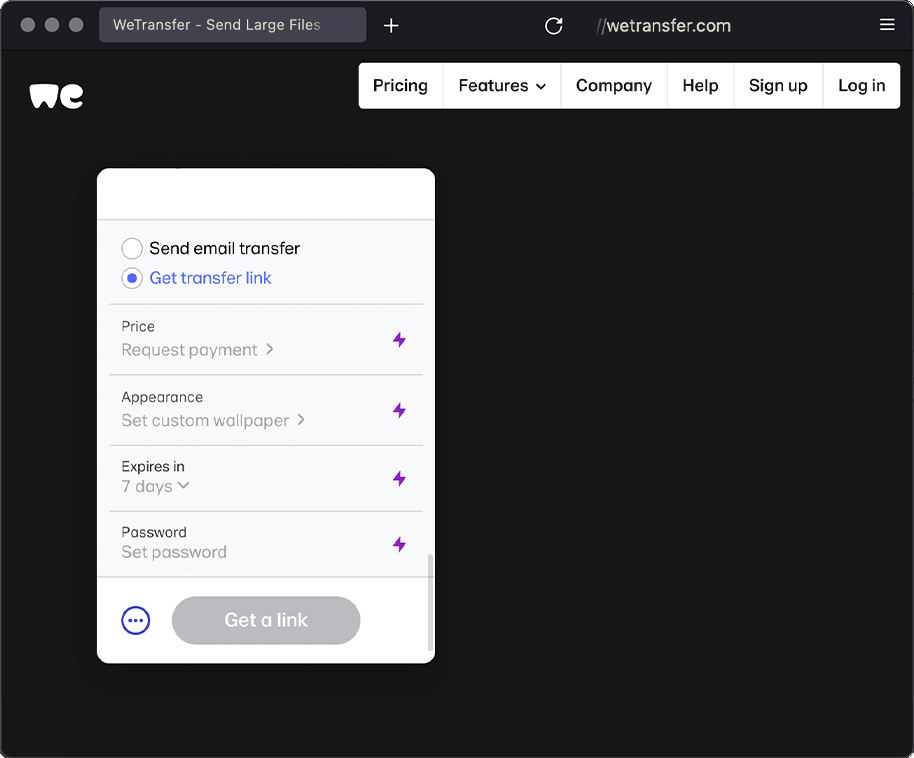 WeTransfer - Send Large Files
//wetransfer.com
we
Pricing
Features
Company
Help
Sign up
Log in
Send email transfer
Get transfer link
Price
Request payment
Appearance
Set custom wallpaper
Expires in
7 days
Password
Set password
Get a link